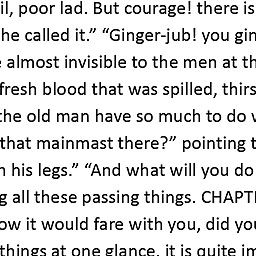 il, poor lad. But courage! there is
he called it.” “Ginger-jub! you gin
almost invisible to the men at th
fresh blood that was spilled, thirs
the old man have so much to do
that mainmast there?” pointing t
his legs.” “And what will you do
all these passing things. CHAPT
ow it would fare with you, did you
things at one glance, it is quite im